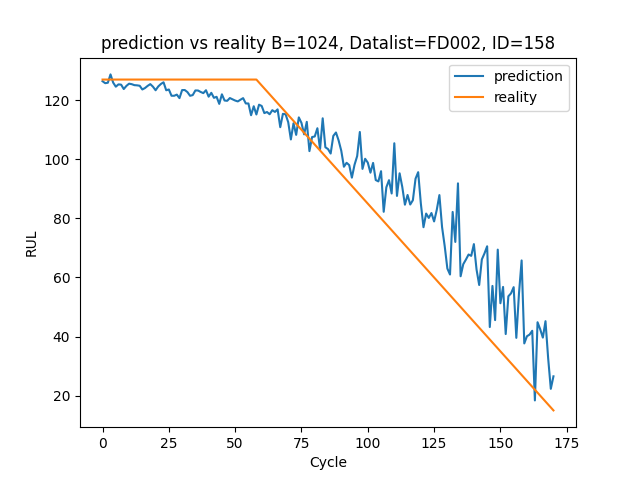 prediction vs reality B=1024, Datalist=FD002, ID=158
prediction
reality
RUL
120
100
80
60
40
20
0 25 50 75 100 125 150 175
Cycle